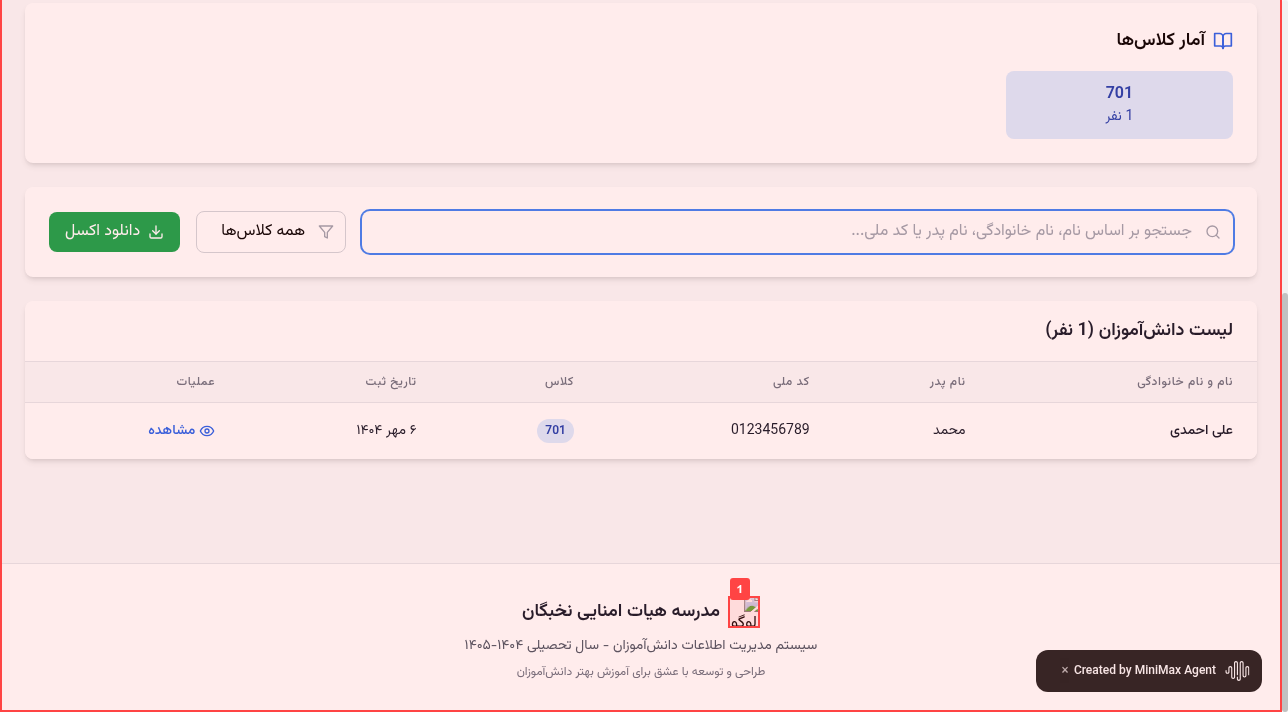 آمار کلاس‌ها
701
1 نفر
جستجو بر اساس نام، نام خانوادگی، نام پدر یا کد ملی...
همه کلاس‌ها
دانلود اکسل
لیست دانش‌آموزان (1 نفر)
نام و نام خانوادگی نام پدر کد ملی کلاس تاریخ ثبت عملیات
علی احمدی محمد 0123456789 701 ۶ مهر ۱۴۰۴ مشاهده
1
لوگو
مدرسه هیات امنایی نخبگان
سیستم مدیریت اطلاعات دانش‌آموزان - سال تحصیلی ۱۴۰۴-۱۴۰۵
طراحی و توسعه با عشق برای آموزش بهتر دانش‌آموزان
Created by MiniMax Agent ×